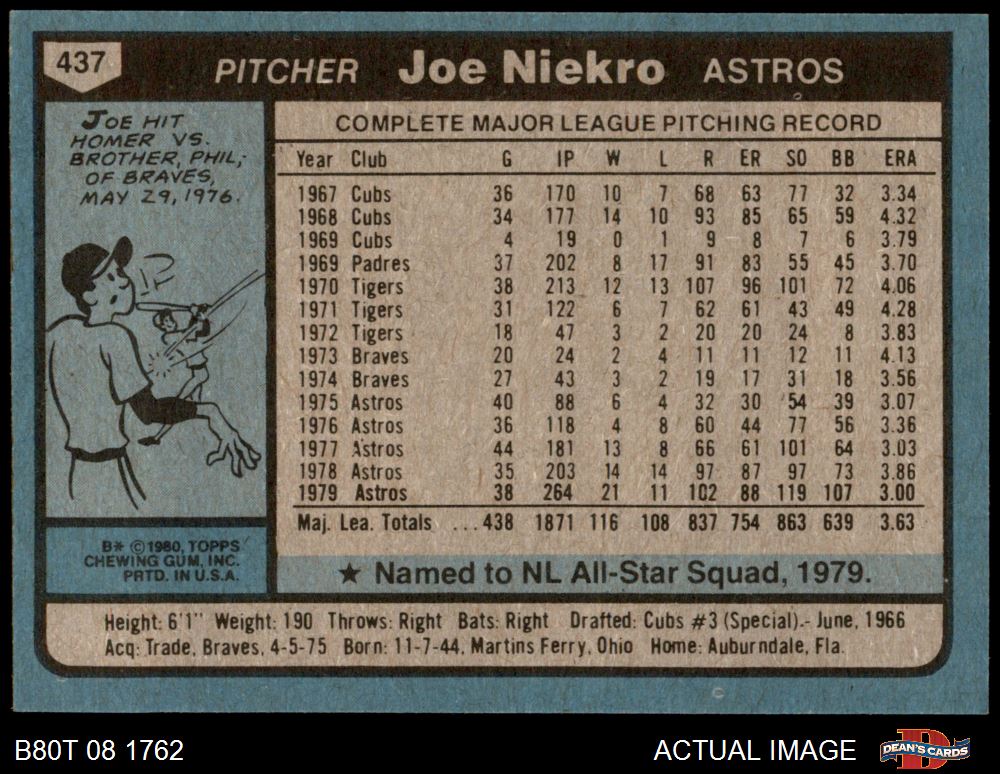 437 PITCHER Joe Niekro ASTROS
JOE HIT
HOMER VS.
BROTHER, PHIL,
OF BRAVES,
MAY 29, 1976.
COMPLETE MAJOR LEAGUE PITCHING RECORD
Year Club G IP W L R ER SO BB ERA
1967 Cubs 36 170 10 7 68 63 77 32 3.34
1968 Cubs 34 177 14 10 93 85 65 59 4.32
1969 Cubs 4 19 0 1 9 8 7 6 3.79
1969 Padres 37 202 8 17 91 83 55 45 3.70
1970 Tigers 38 213 12 13 107 96 101 72 4.06
1971 Tigers 31 122 6 7 62 61 43 49 4.28
1972 Tigers 18 47 3 2 20 20 24 8 3.83
1973 Braves 20 24 2 4 11 11 12 11 4.13
1974 Braves 27 43 3 2 19 17 31 18 3.56
1975 Astros 40 88 6 4 32 30 54 39 3.07
1976 Astros 36 118 4 8 60 44 77 56 3.36
1977 Astros 44 181 13 8 66 61 101 64 3.03
1978 Astros 35 203 14 14 97 87 97 73 3.86
1979 Astros 38 264 21 11 102 88 119 107 3.00
Maj. Lea. Totals ...438 1871 116 108 837 754 863 639 3.63
★ Named to NL All-Star Squad, 1979.
B* ©1980, TOPPS
CHEWING GUM, INC.
PRTD. IN U.S.A.
Height: 6'1" Weight: 190 Throws: Right Bats: Right Drafted: Cubs #3 (Special).- June, 1966
Acq: Trade, Braves, 4-5-75 Born: 11-7-44, Martins Ferry, Ohio Home: Auburndale, Fla.
B80T 08 1762
ACTUAL IMAGE
D
DEAN'S CARDS